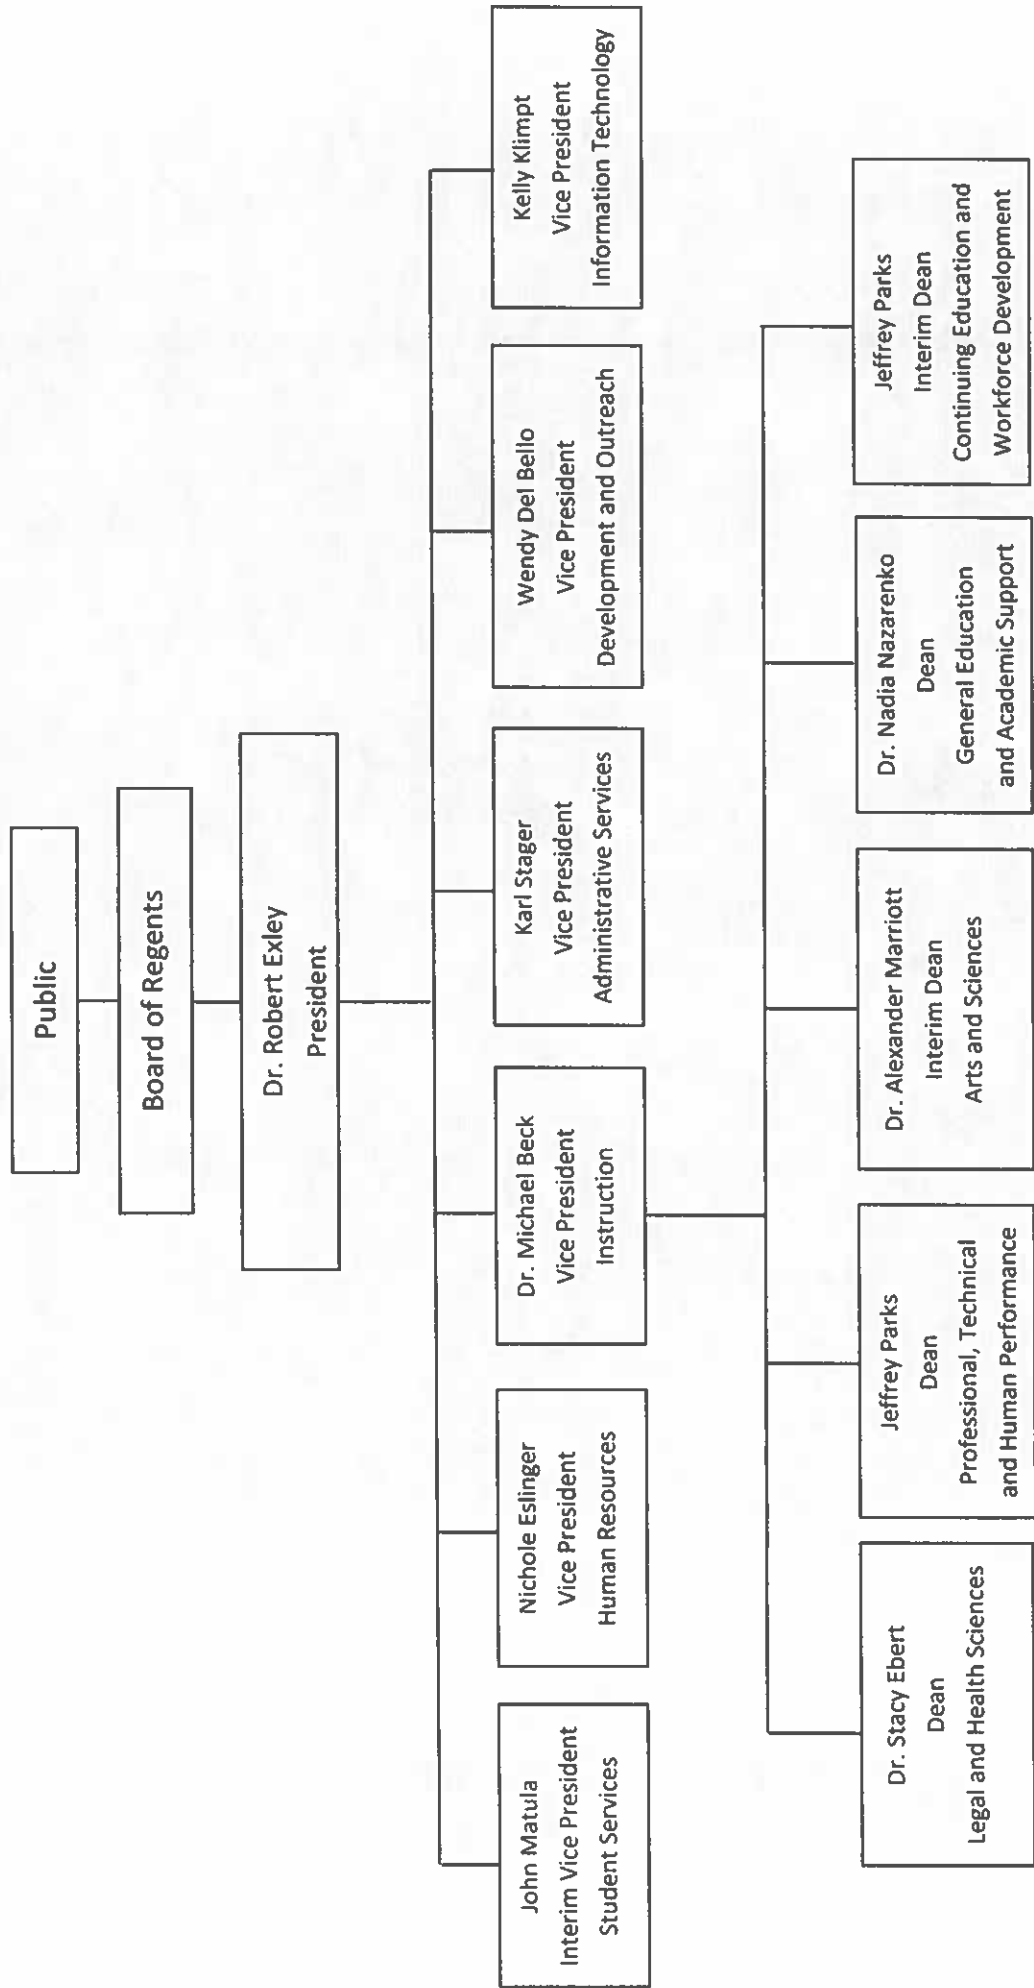 Public
Board of Regents
Dr. Robert Exley
President
John Matula
Interim Vice President
Student Services
Nichole Eslinger
Vice President
Human Resources
Dr. Michael Beck
Vice President
Instruction
Karl Stager
Vice President
Administrative Services
Wendy Del Bello
Vice President
Development and Outreach
Kelly Klimpt
Vice President
Information Technology
Dr. Stacy Ebert
Dean
Legal and Health Sciences
Jeffrey Parks
Dean
Professional, Technical
and Human Performance
Dr. Alexander Marriott
Interim Dean
Arts and Sciences
Dr. Nadia Nazarenko
Dean
General Education
and Academic Support
Jeffrey Parks
Interim Dean
Continuing Education and
Workforce Development